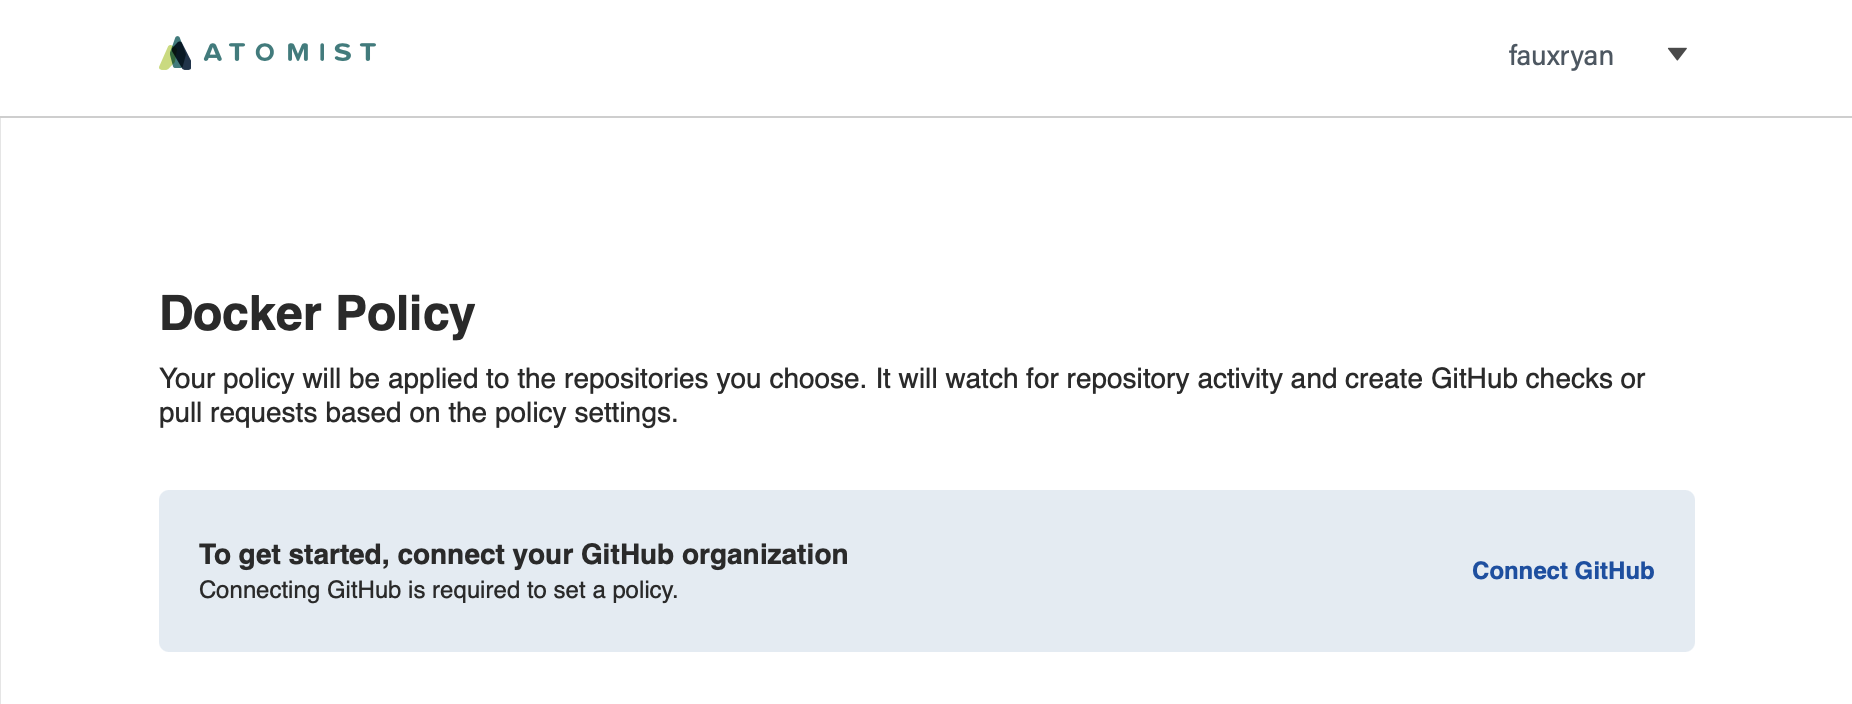 ATOMIST
fauxryan
Docker Policy
Your policy will be applied to the repositories you choose. It will watch for repository activity and create GitHub checks or
pull requests based on the policy settings.
To get started, connect your GitHub organization
Connecting GitHub is required to set a policy.
Connect GitHub